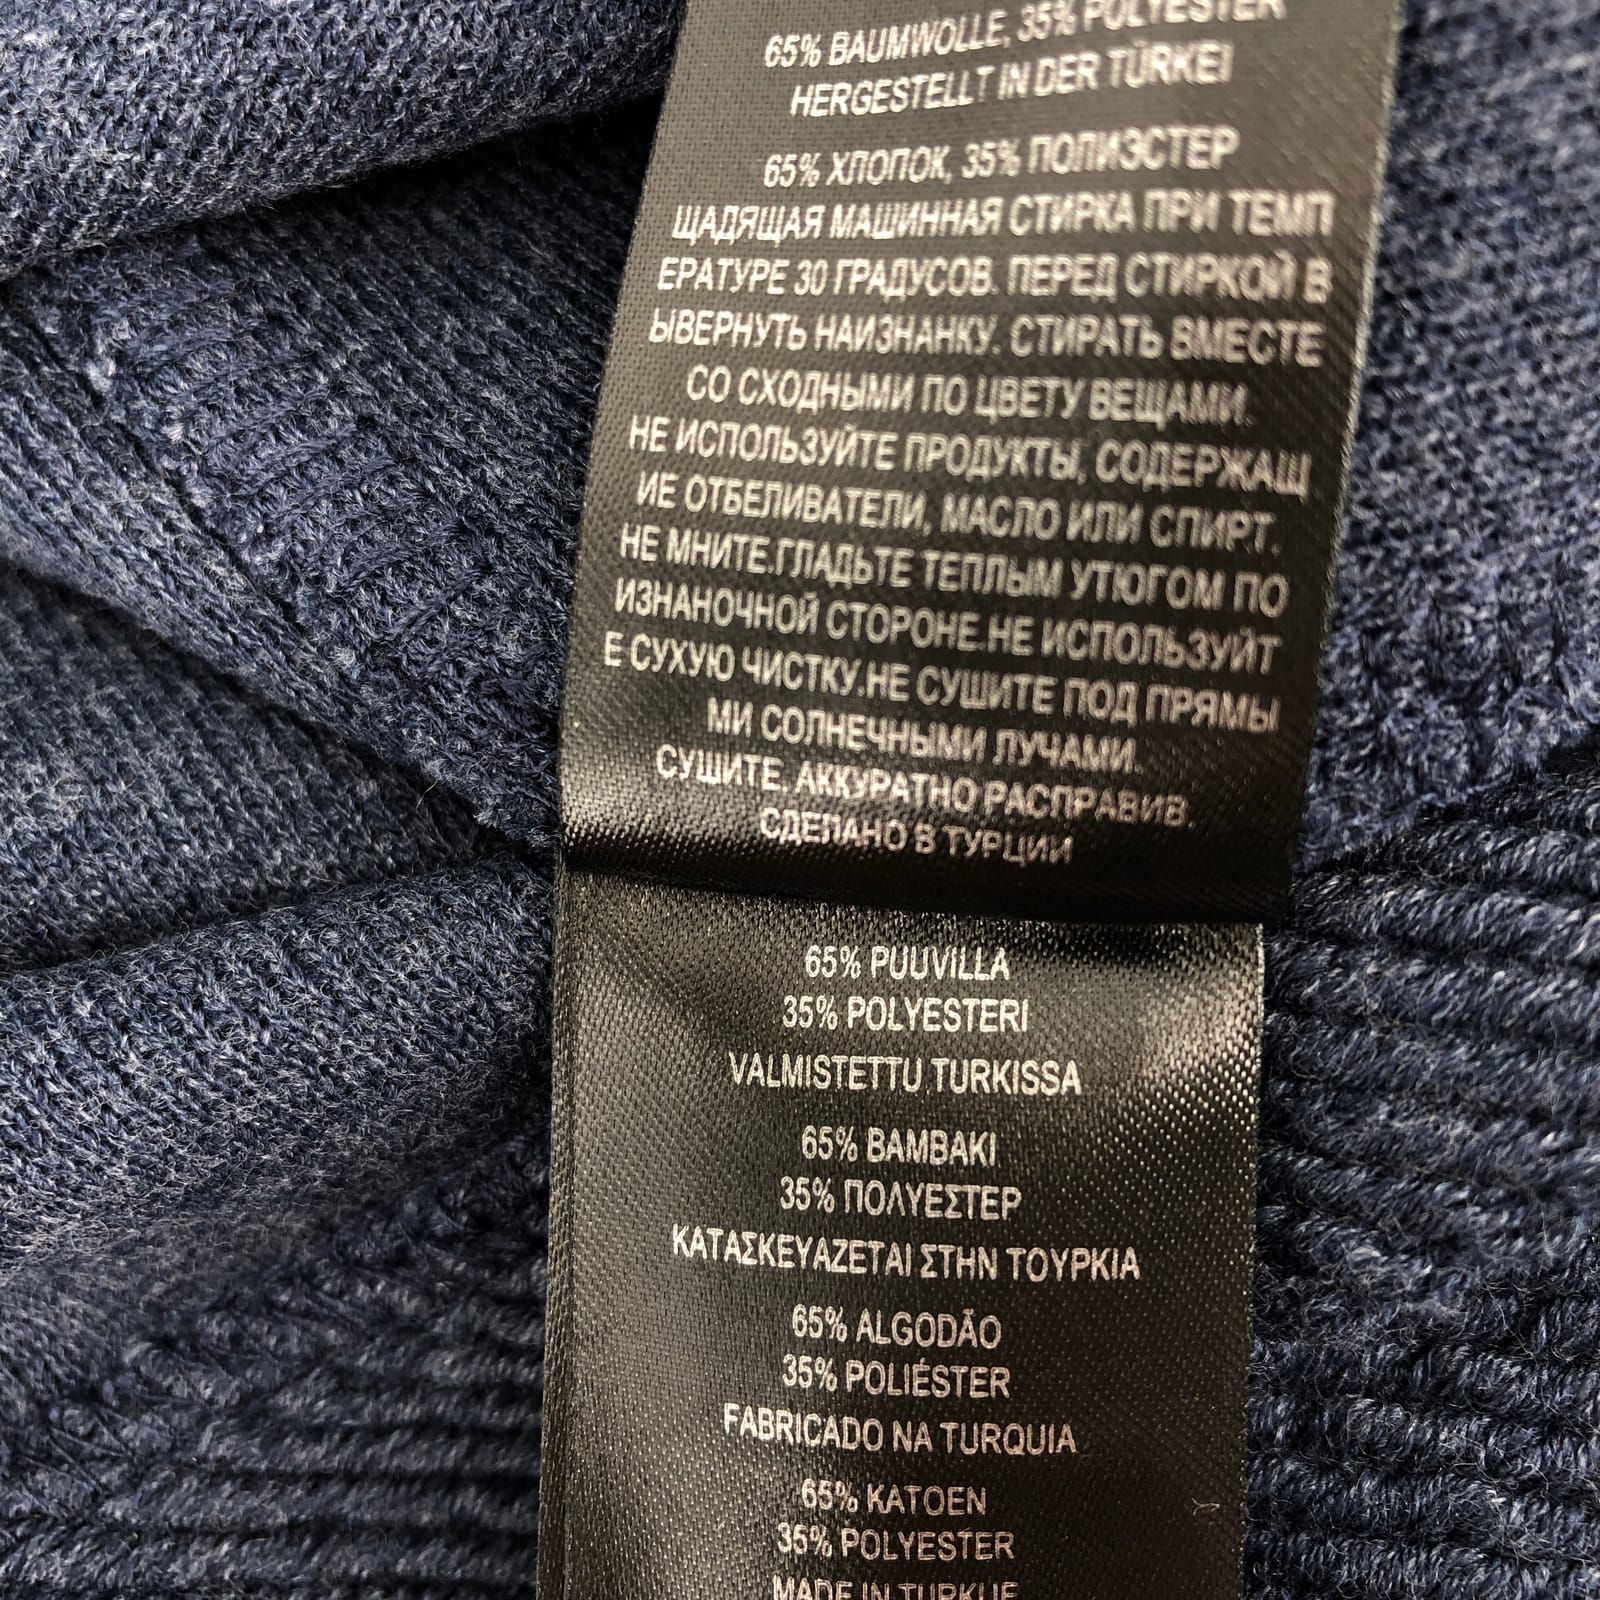 65% BAUMWOLLE, 35% POLYESTER
HERGESTELLT IN DER TÜRKEI
65% ХЛОПОК, 35% ПОЛИЭСТЕР
ЩАДЯЩАЯ МАШИННАЯ СТИРКА ПРИ ТЕМП
ЕРАТУРЕ 30 ГРАДУСОВ. ПЕРЕД СТИРКОЙ В
ЫВЕРНУТЬ НАИЗНАНКУ. СТИРАТЬ ВМЕСТЕ
СО СХОДНЫМИ ПО ЦВЕТУ ВЕЩАМИ.
НЕ ИСПОЛЬЗУЙТЕ ПРОДУКТЫ, СОДЕРЖАЩ
ИЕ ОТБЕЛИВАТЕЛИ, МАСЛО ИЛИ СПИРТ.
НЕ МНИТЕ.ГЛАДЬТЕ ТЕПЛЫМ УТЮГОМ ПО
ИЗНАНОЧНОЙ СТОРОНЕ.НЕ ИСПОЛЬЗУЙТ
Е СУХУЮ ЧИСТКУ.НЕ СУШИТЕ ПОД ПРЯМЫ
МИ СОЛНЕЧНЫМИ ЛУЧАМИ.
СУШИТЕ, АККУРАТНО РАСПРАВИВ.
СДЕЛАНО В ТУРЦИИ
65% PUUVILLA
35% POLYESTERI
VALMISTETTU TURKISSA
65% BAMBAKI
35% ΠΟΛΥΕΣΤΕΡ
ΚΑΤΑΣΚΕΥΑΖΕΤΑΙ ΣΤΗΝ ΤΟΥΡΚΙΑ
65% ALGODÃO
35% POLIÉSTER
FABRICADO NA TURQUIA
65% KATOEN
35% POLYESTER
MADE IN TURKIJE